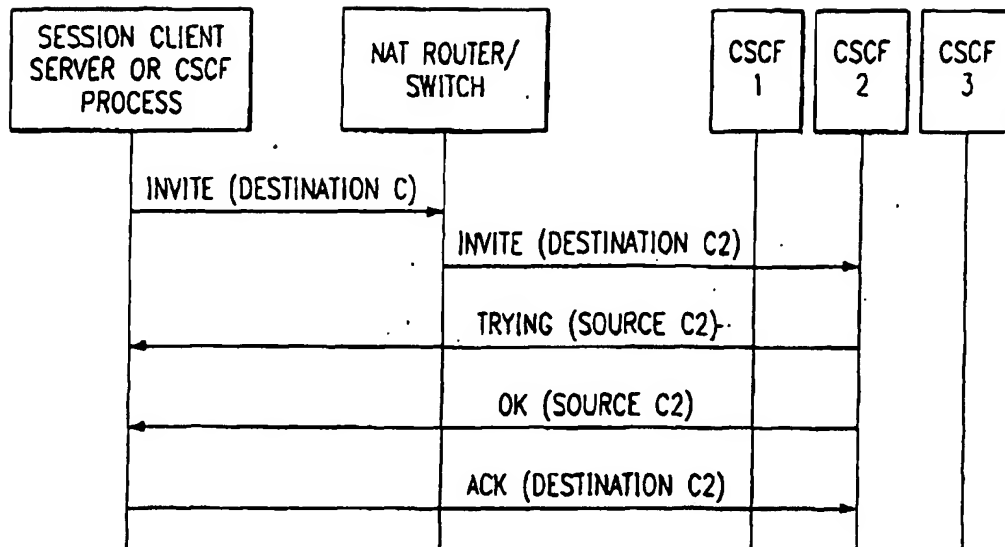 SESSION CLIENT
SERVER OR CSCF
PROCESS
NAT ROUTER/
SWITCH
CSCF
1
CSCF
2
CSCF
3
INVITE (DESTINATION C)
INVITE (DESTINATION C2)
TRYING (SOURCE C2)
OK (SOURCE C2)
ACK (DESTINATION C2)